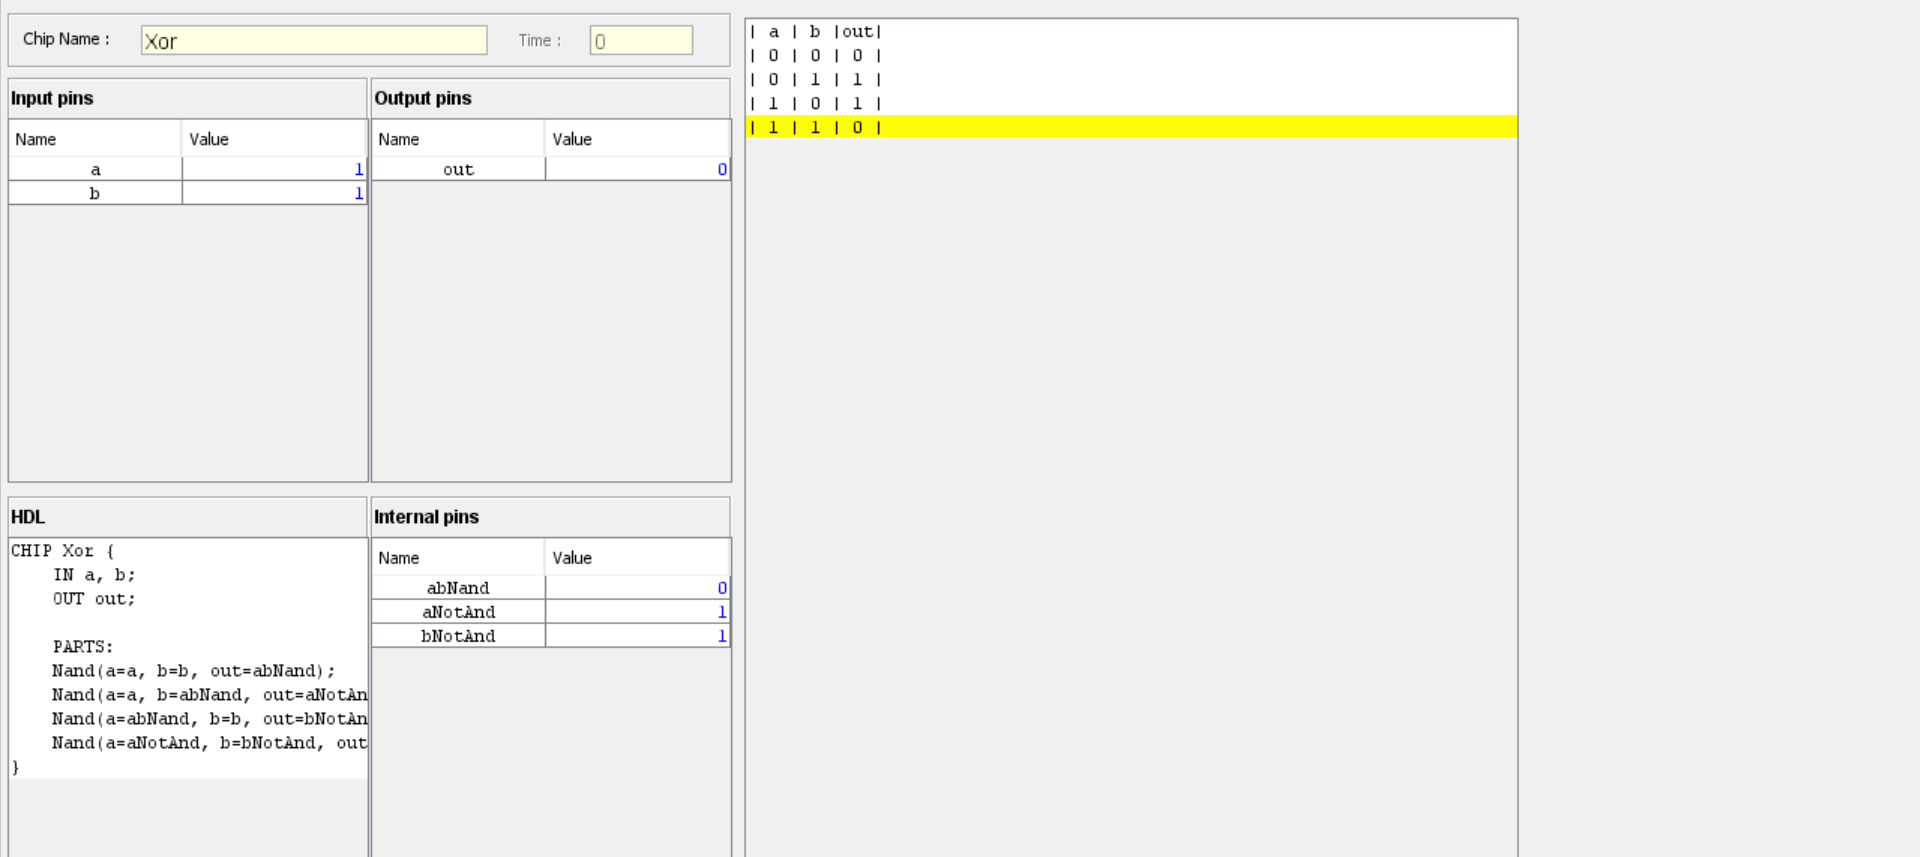 Chip Name :
Xor
Time :
0
Input pins
Name Value
a 1
b 1
Output pins
Name Value
out 0
HDL
CHIP Xor {
    IN a, b;
    OUT out;
    PARTS:
    Nand(a=a, b=b, out=abNand);
    Nand(a=a, b=abNand, out=aNotAn
    Nand(a=abNand, b=b, out=bNotAn
    Nand(a=aNotAnd, b=bNotAnd, out
}
Internal pins
Name Value
abNand 0
aNotAnd 1
bNotAnd 1
| a | b |out|
| 0 | 0 | 0 |
| 0 | 1 | 1 |
| 1 | 0 | 1 |
| 1 | 1 | 0 |